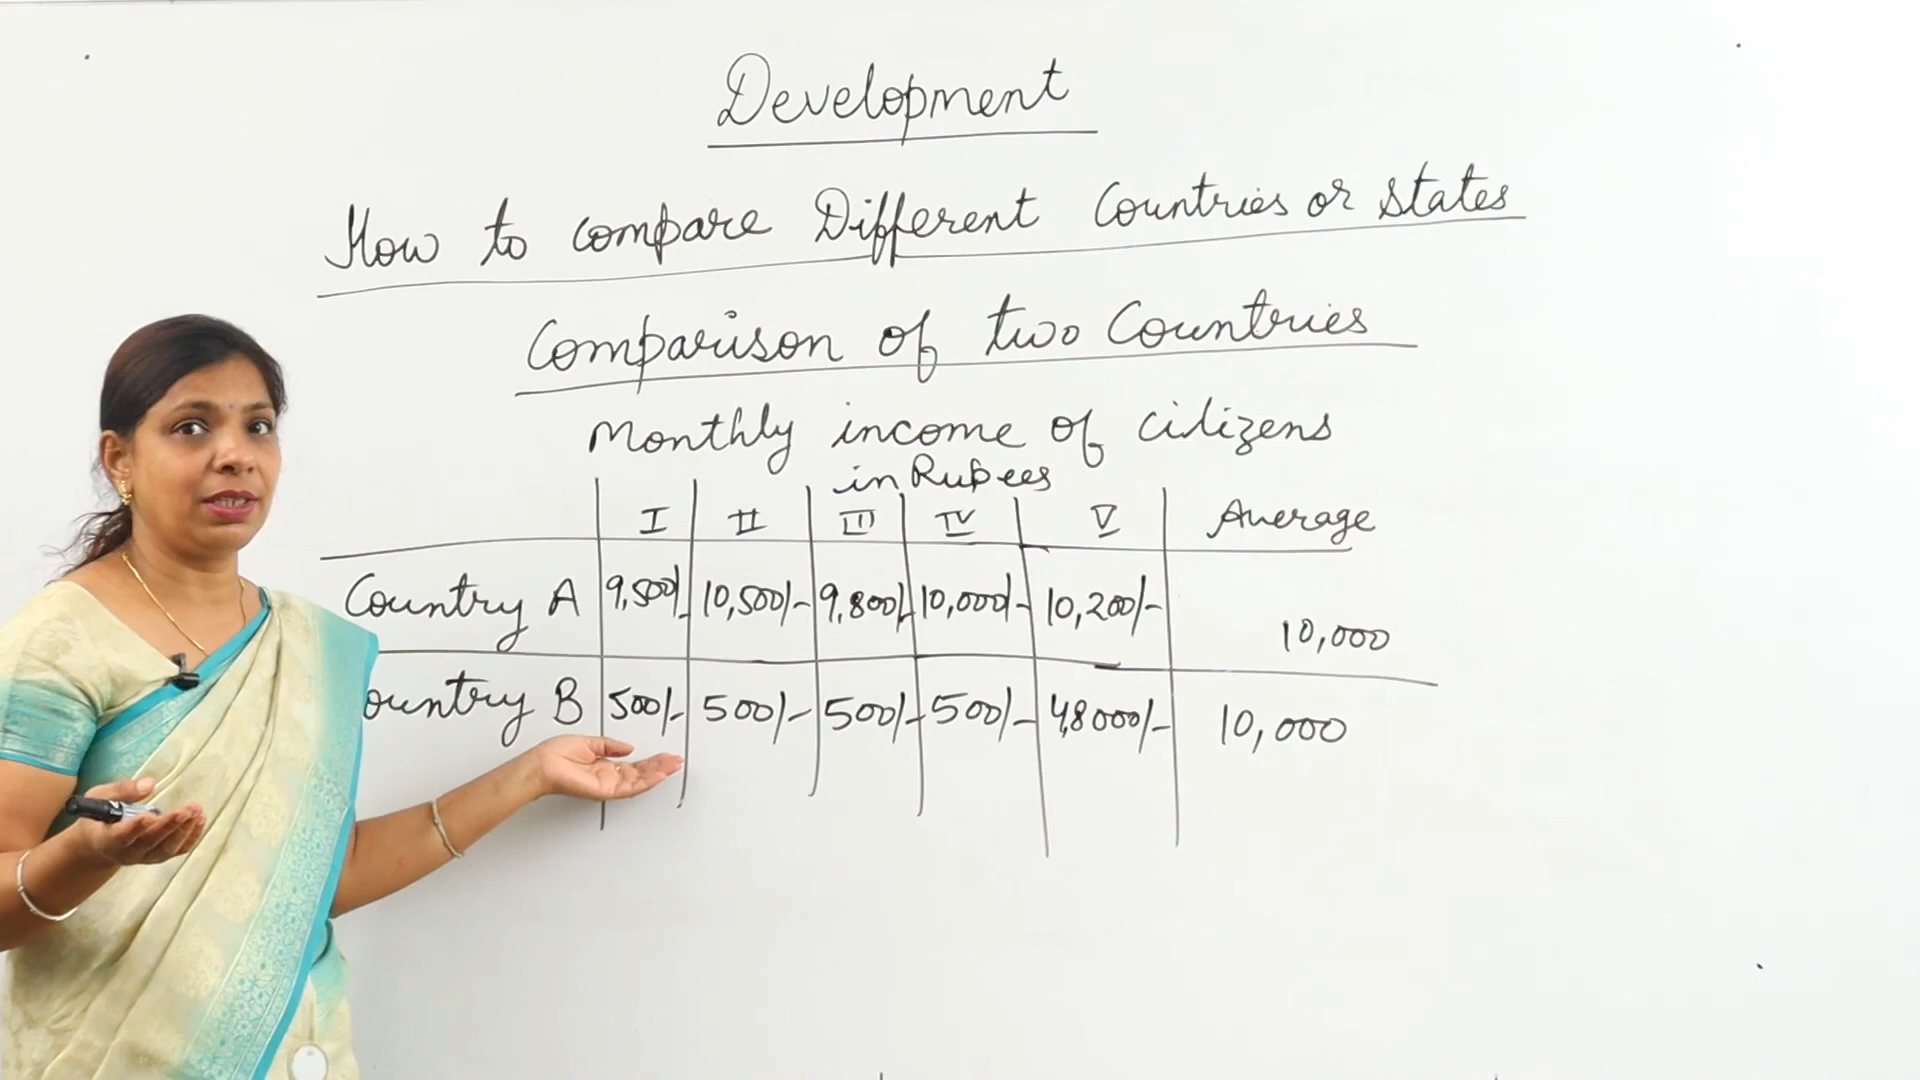 Development
How to compare Different Countries or States
Comparison of two Countries
Monthly income of citizens
in Rupees
I II III IV V Average
Country A 9,500/- 10,500/- 9,800/- 10,000/- 10,200/- 10,000
ountry B 500/- 500/- 500/- 500/- 48000/- 10,000